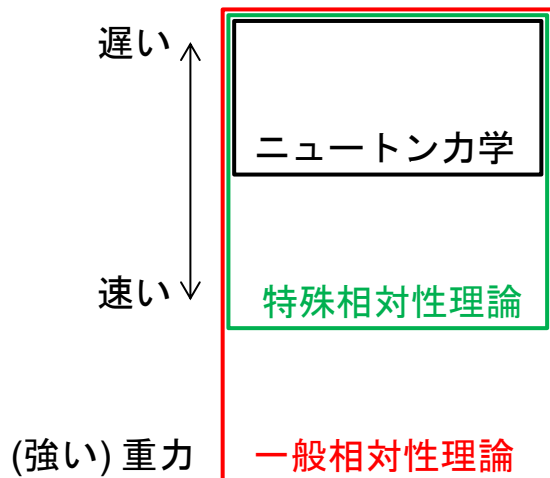 遅い
ニュートン力学
速い
特殊相対性理論
(強い) 重力
一般相対性理論